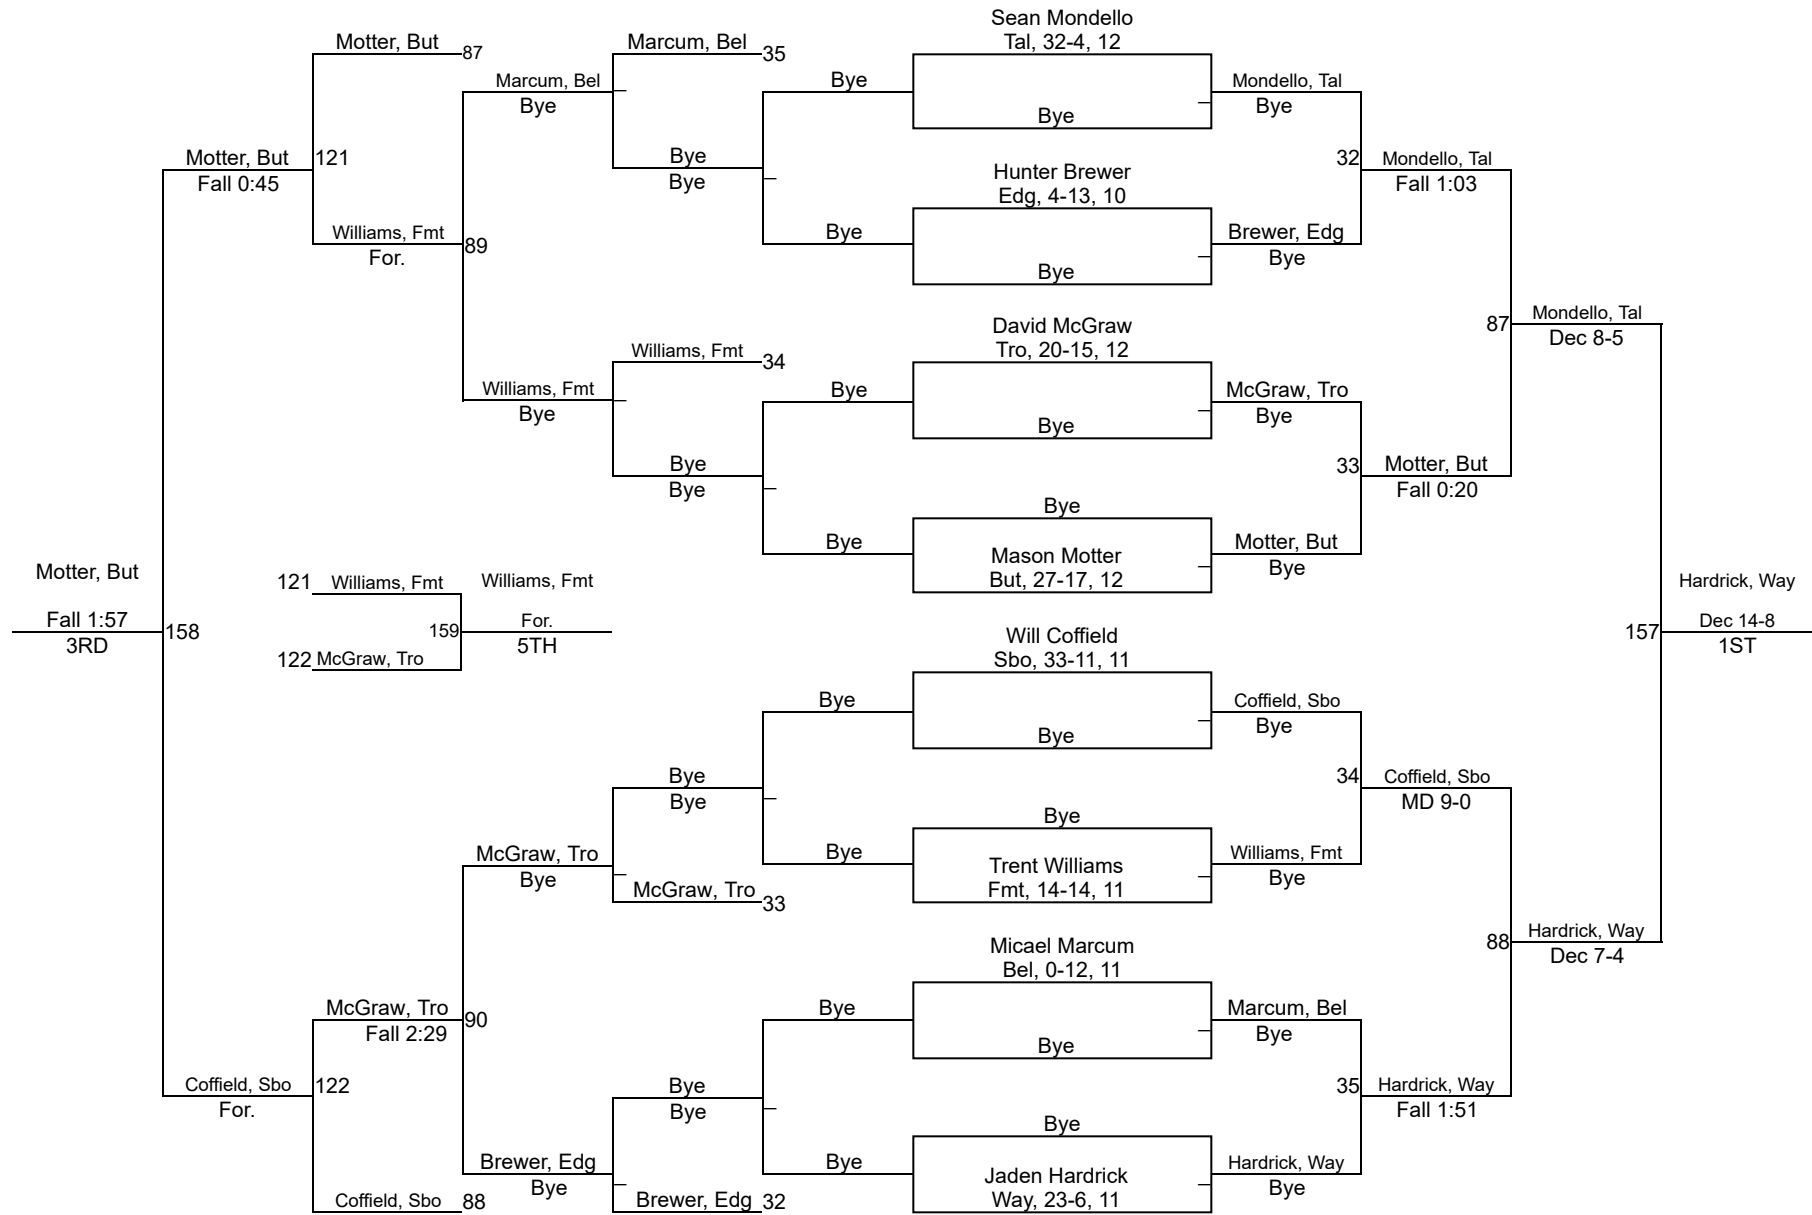 Sean Mondello
Tal, 32-4, 12
Motter, But
87
Marcum, Bel
35
Marcum, Bel
Bye
Bye
Bye
Mondello, Tal
Bye
Motter, But
121
Fall 0:45
Bye
Bye
32
Mondello, Tal
Fall 1:03
Hunter Brewer
Edg, 4-13, 10
Williams, Fmt
89
For.
Bye
Bye
Brewer, Edg
Bye
David McGraw
Tro, 20-15, 12
87
Mondello, Tal
Dec 8-5
Williams, Fmt
34
Williams, Fmt
Bye
Bye
Bye
McGraw, Tro
Bye
Bye
Bye
33
Motter, But
Fall 0:20
Bye
Bye
Mason Motter
But, 27-17, 12
Motter, But
Bye
Motter, But
Fall 1:57
3RD
158
121
Williams, Fmt
122
McGraw, Tro
159
Williams, Fmt
For.
5TH
157
Hardrick, Way
Dec 14-8
1ST
Will Coffield
Sbo, 33-11, 11
Bye
Bye
Coffield, Sbo
Bye
Bye
Bye
34
Coffield, Sbo
MD 9-0
Bye
Bye
Trent Williams
Fmt, 14-14, 11
Williams, Fmt
Bye
McGraw, Tro
Bye
McGraw, Tro
33
Micael Marcum
Bel, 0-12, 11
88
Hardrick, Way
Dec 7-4
McGraw, Tro
90
Fall 2:29
Bye
Bye
Marcum, Bel
Bye
Coffield, Sbo
122
For.
Bye
Bye
35
Hardrick, Way
Fall 1:51
Bye
Brewer, Edg
Bye
Bye
Jaden Hardrick
Way, 23-6, 11
Hardrick, Way
Bye
Coffield, Sbo
88
Brewer, Edg
32